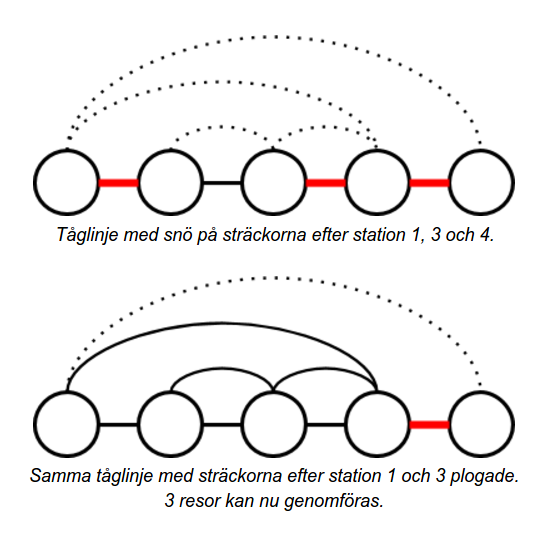 Tåglinje med snö på sträckorna efter station 1, 3 och 4.
Samma tåglinje med sträckorna efter station 1 och 3 plogade.
3 resor kan nu genomföras.